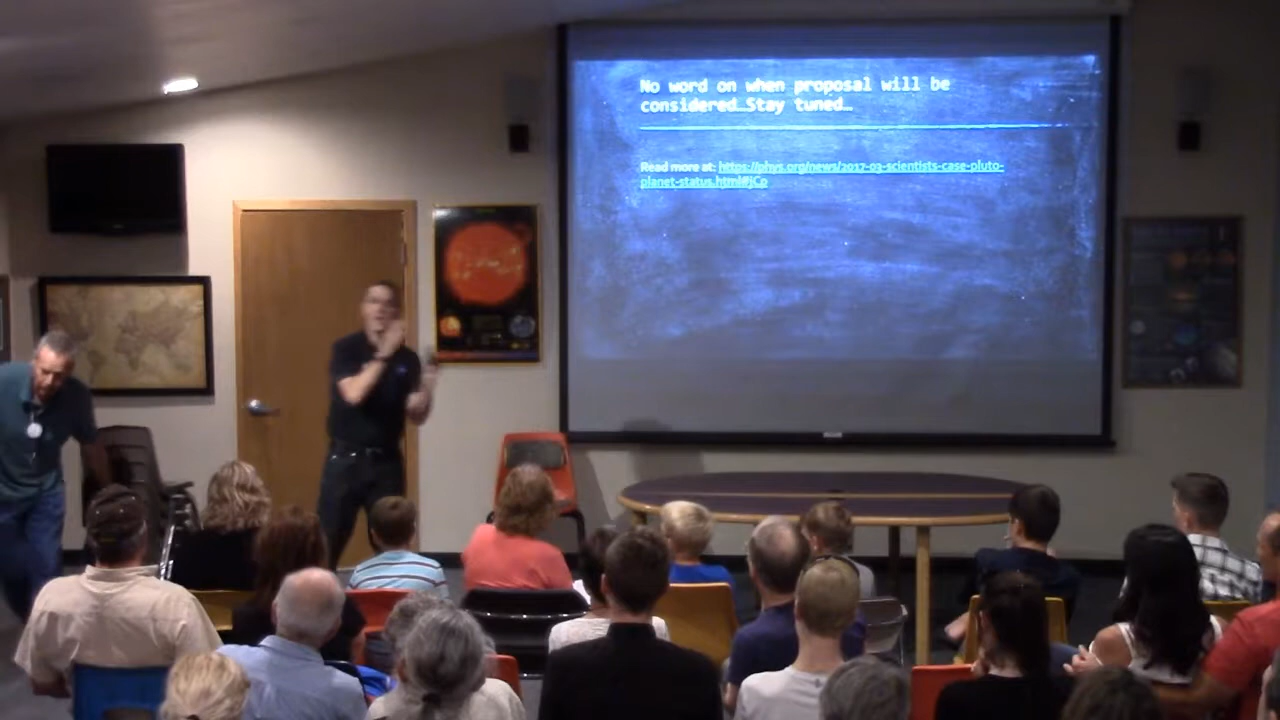 No word on when proposal will be
considered…Stay tuned…
Read more at: https://phys.org/news/2017-03-scientists-case-pluto-
planet-status.html#jCp